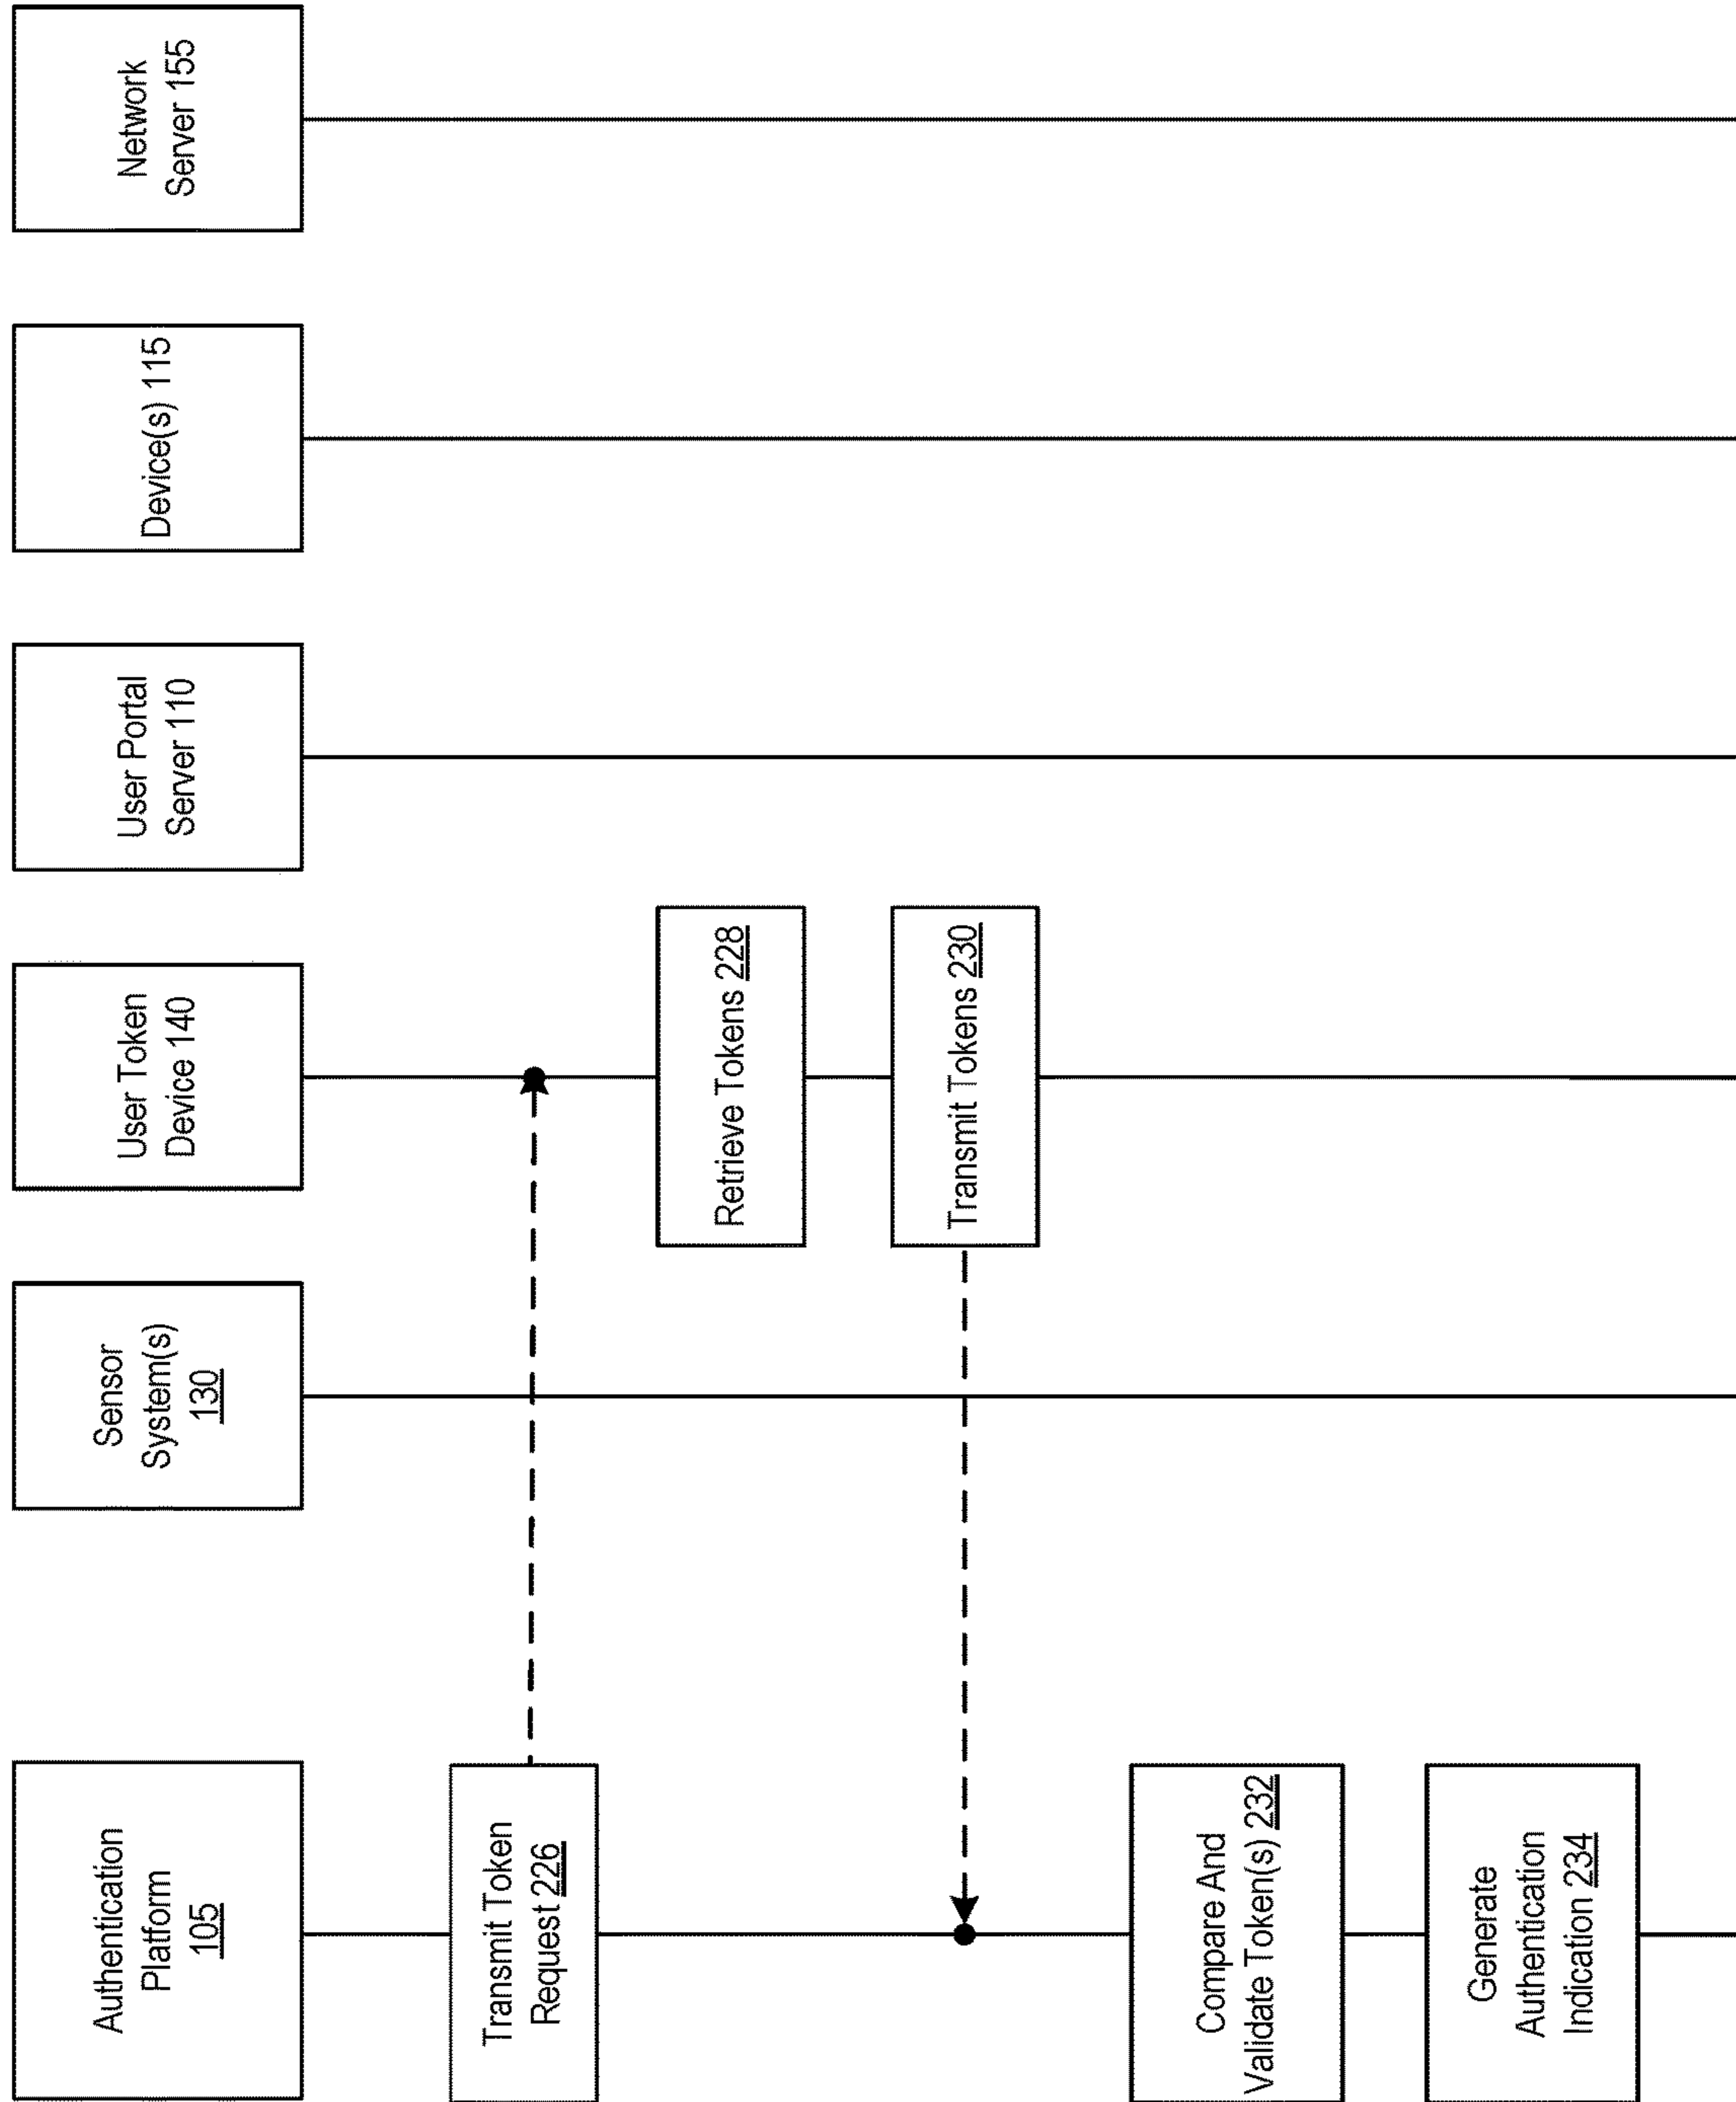 Authentication
Platform
105
Sensor
System(s)
130
User Token
Device 140
User Portal
Server 110
Device(s) 115
Network
Server 155
Transmit Token
Request 226
Retrieve Tokens 228
Transmit Tokens 230
Compare And
Validate Token(s) 232
Generate
Authentication
Indication 234